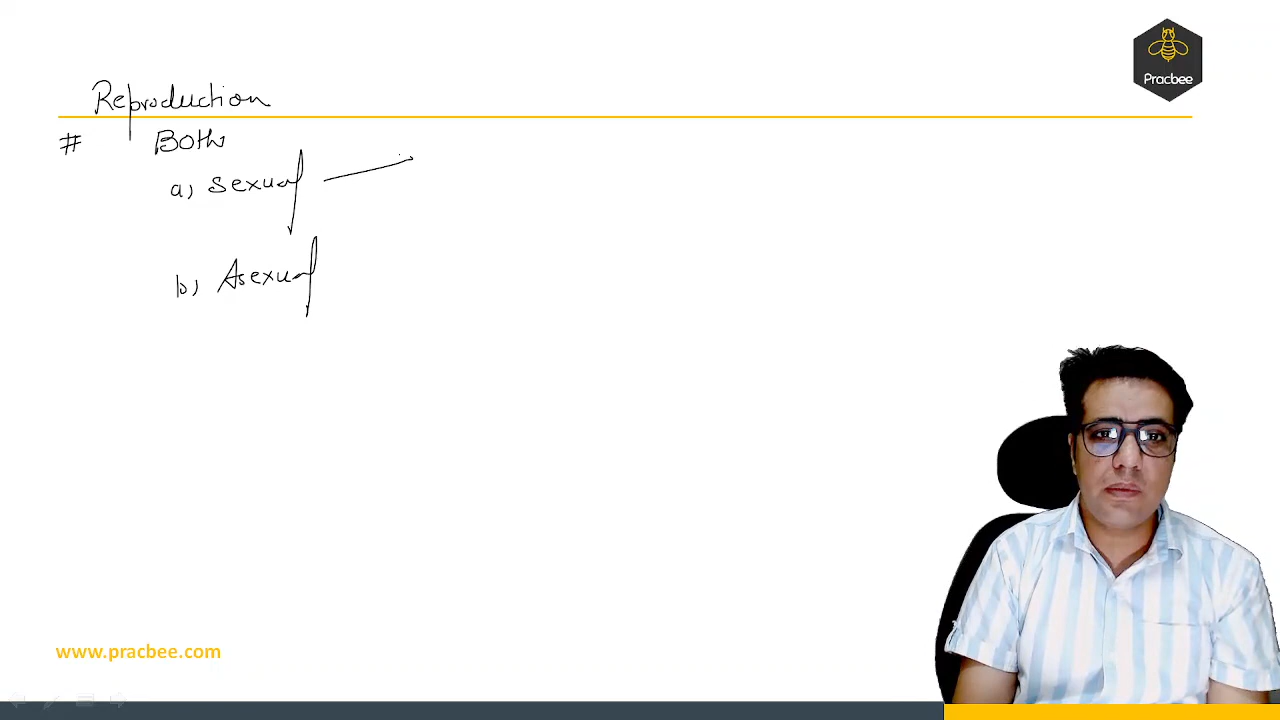 Pracbee
Reproduction
# Both
a) Sexual
b) Asexual
www.pracbee.com